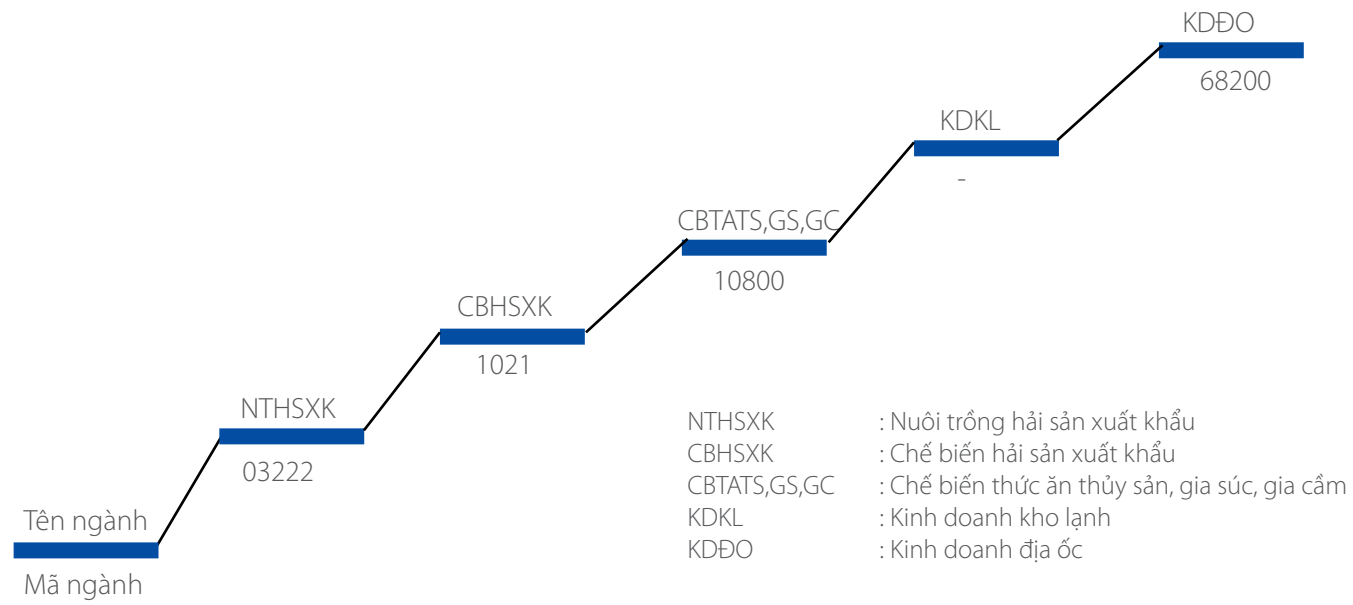 KDĐO
68200
KDKL
-
CBTATS,GS,GC
10800
CBHSXK
1021
NTHSXK
03222
Tên ngành
Mã ngành
NTHSXK : Nuôi trồng hải sản xuất khẩu
CBHSXK : Chế biến hải sản xuất khẩu
CBTATS,GS,GC : Chế biến thức ăn thủy sản, gia súc, gia cầm
KDKL : Kinh doanh kho lạnh
KDĐO : Kinh doanh địa ốc